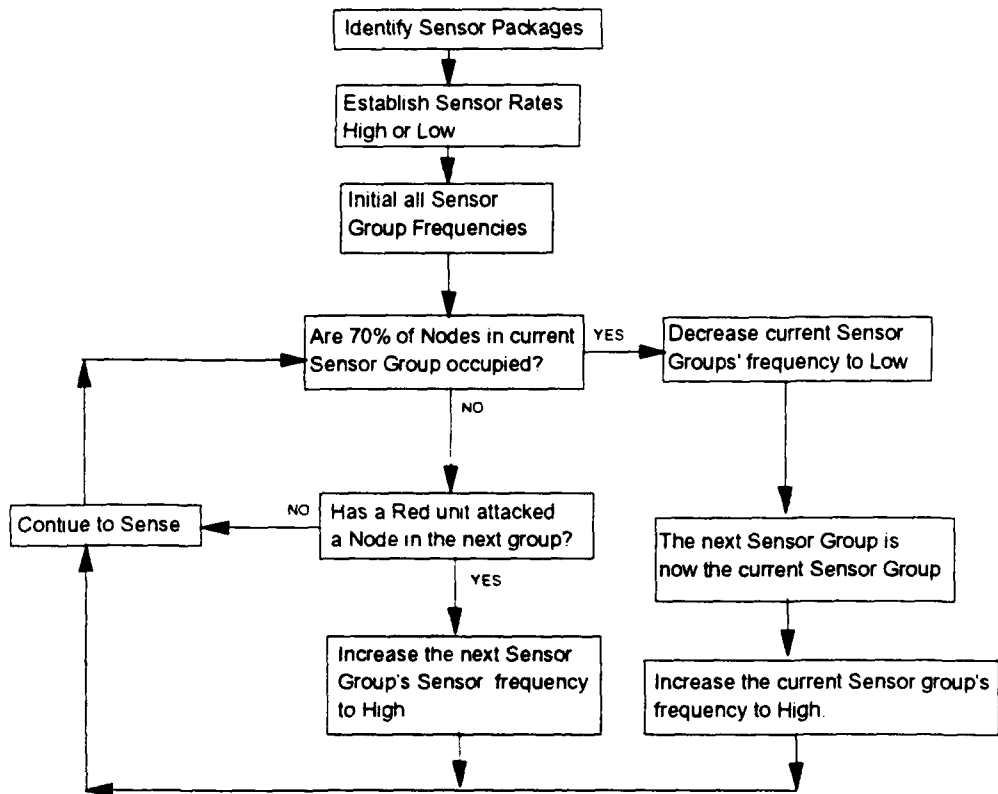 Identify Sensor Packages
Establish Sensor Rates
High or Low
Initial all Sensor
Group Frequencies
Are 70% of Nodes in current
Sensor Group occupied?
YES
Decrease current Sensor
Groups' frequency to Low
NO
Contiue to Sense
NO
Has a Red unit attacked
a Node in the next group?
The next Sensor Group is
now the current Sensor Group
YES
Increase the next Sensor
Group's Sensor frequency
to High
Increase the current Sensor group's
frequency to High.